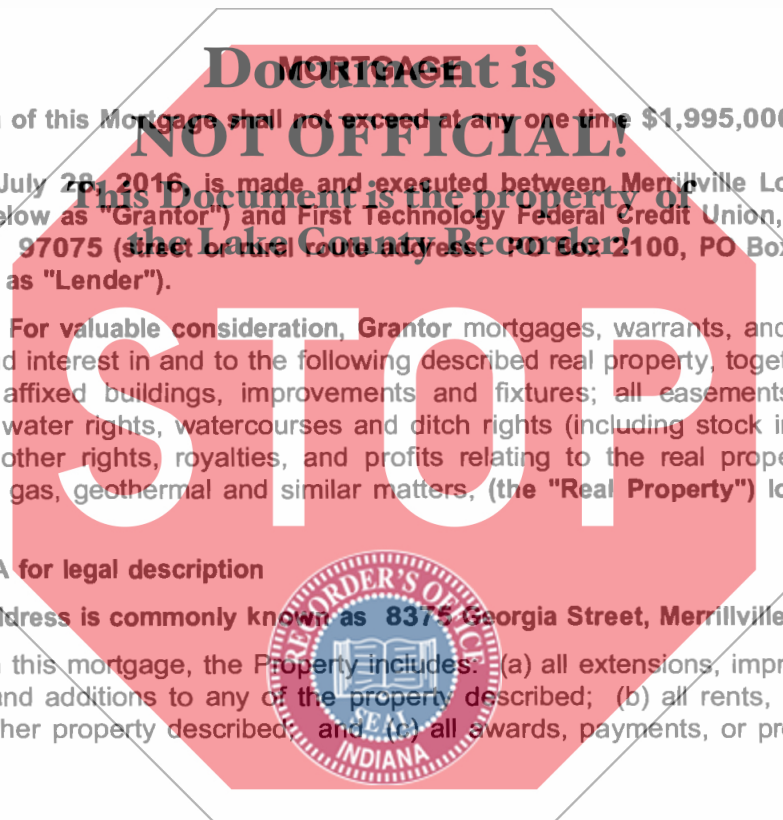 Document is
MORTGAGE
n of this Mortgage shall not exceed at any one time $1,995,000
NOT OFFICIAL!
July 28, 2016, is made and executed between Merrillville Lo
This Document is the property of
elow as "Grantor") and First Technology Federal Credit Union,
the Lake County Recorder!
97075 (street or rural route address: PO Box 2100, PO Box
as "Lender").
For valuable consideration, Grantor mortgages, warrants, and
d interest in and to the following described real property, toget
affixed buildings, improvements and fixtures; all easements
water rights, watercourses and ditch rights (including stock in
other rights, royalties, and profits relating to the real prope
gas, geothermal and similar matters, (the "Real Property") lo
STOP
A for legal description
ddress is commonly known as 8375 Georgia Street, Merrillville
n this mortgage, the Property includes: (a) all extensions, impr
and additions to any of the property described; (b) all rents,
her property described; and (c) all awards, payments, or pr
RECORDER'S OFFICE
SEAL
INDIANA